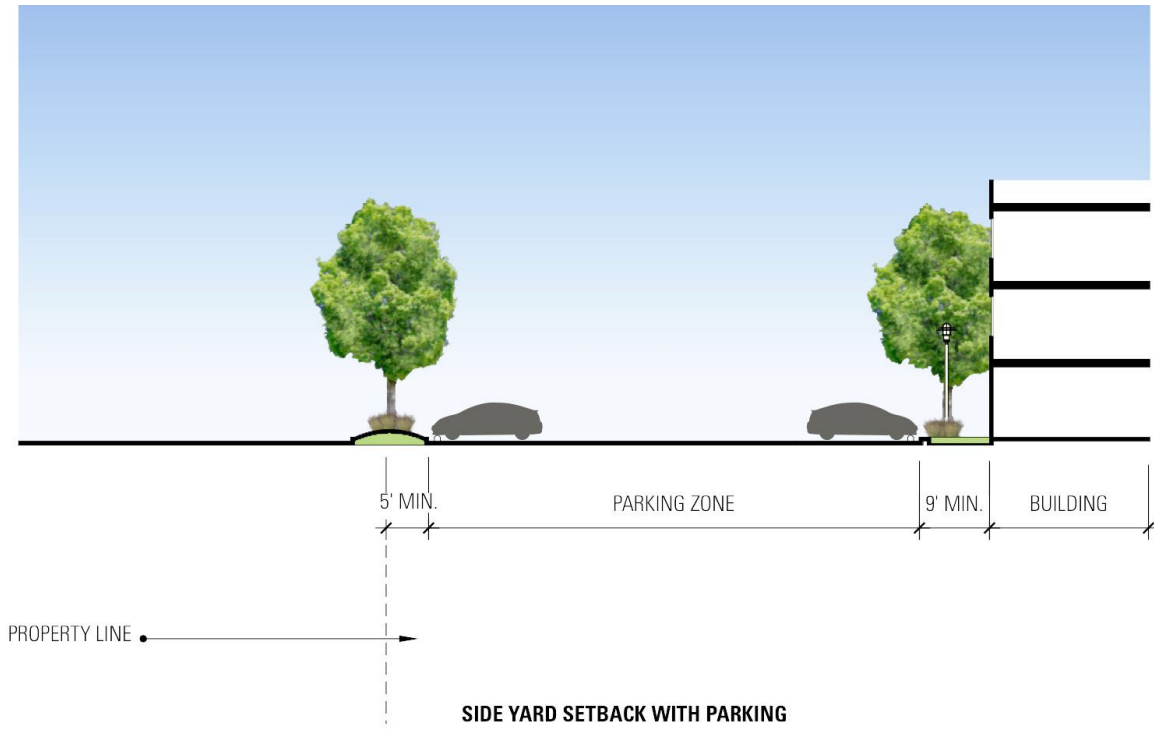 5' MIN.
PARKING ZONE
9' MIN.
BUILDING
PROPERTY LINE
SIDE YARD SETBACK WITH PARKING